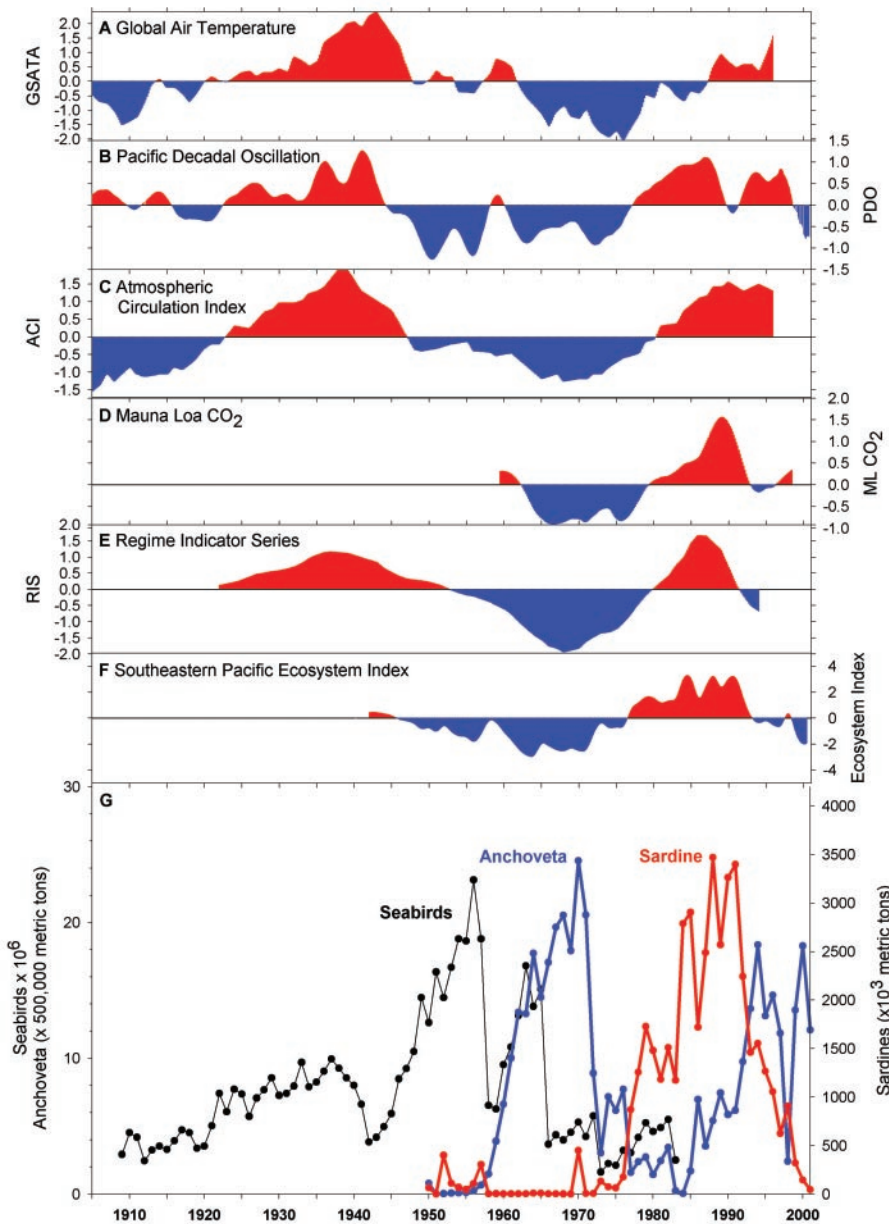 A Global Air Temperature
GSATA
2.0
1.5
1.0
0.5
0.0
-0.5
-1.0
-1.5
-2.0
B Pacific Decadal Oscillation
PDO
1.5
1.0
0.5
0.0
-0.5
-1.0
-1.5
C Atmospheric
Circulation Index
ACI
1.5
1.0
0.5
0.0
-0.5
-1.0
-1.5
D Mauna Loa CO2
ML CO2
2.0
1.5
1.0
0.5
0.0
-0.5
-1.0
E Regime Indicator Series
RIS
2.0
1.5
1.0
0.5
0.0
-0.5
-1.0
-1.5
-2.0
F Southeastern Pacific Ecosystem Index
Ecosystem Index
4
2
0
-2
-4
G
Seabirds x 10^6
Anchoveta (x 500,000 metric tons)
30
20
10
0
Anchoveta
Sardine
Seabirds
Sardines (x10^3 metric tons)
4000
3500
3000
2500
2000
1500
1000
500
0
1910 1920 1930 1940 1950 1960 1970 1980 1990 2000